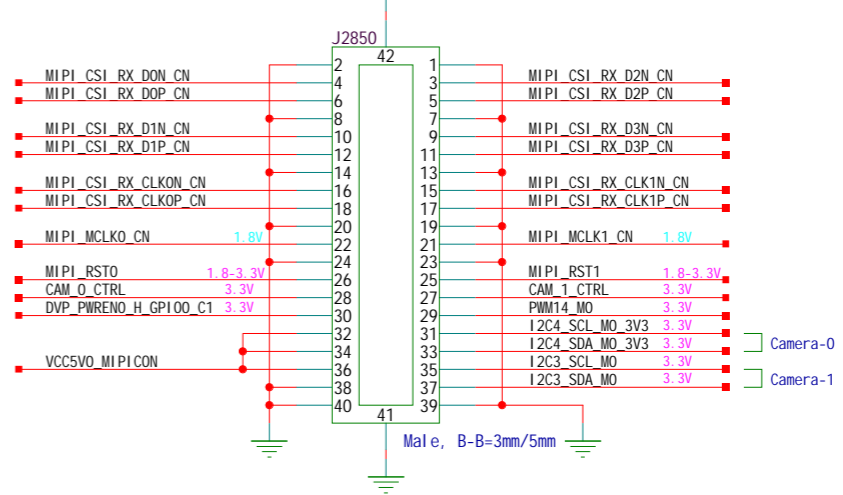 J2850
42
2 1
MIPI_CSI_RX_D0N_CN 4 3 MIPI_CSI_RX_D2N_CN
MIPI_CSI_RX_D0P_CN 6 5 MIPI_CSI_RX_D2P_CN
8 7
MIPI_CSI_RX_D1N_CN 10 9 MIPI_CSI_RX_D3N_CN
MIPI_CSI_RX_D1P_CN 12 11 MIPI_CSI_RX_D3P_CN
14 13
MIPI_CSI_RX_CLK0N_CN 16 15 MIPI_CSI_RX_CLK1N_CN
MIPI_CSI_RX_CLK0P_CN 18 17 MIPI_CSI_RX_CLK1P_CN
20 19
MIPI_MCLK0_CN 1.8V 22 21 MIPI_MCLK1_CN 1.8V
24 23
MIPI_RST0 1.8-3.3V 26 25 MIPI_RST1 1.8-3.3V
CAM_0_CTRL 3.3V 28 27 CAM_1_CTRL 3.3V
DVP_PWREN0_H_GPIO0_C1 3.3V 30 29 PWM14_M0 3.3V
32 31 I2C4_SCL_M0_3V3 3.3V
34 33 I2C4_SDA_M0_3V3 3.3V Camera-0
VCC5V0_MIPICON 36 35 I2C3_SCL_M0 3.3V
38 37 I2C3_SDA_M0 3.3V Camera-1
40 39
41
Male, B-B=3mm/5mm